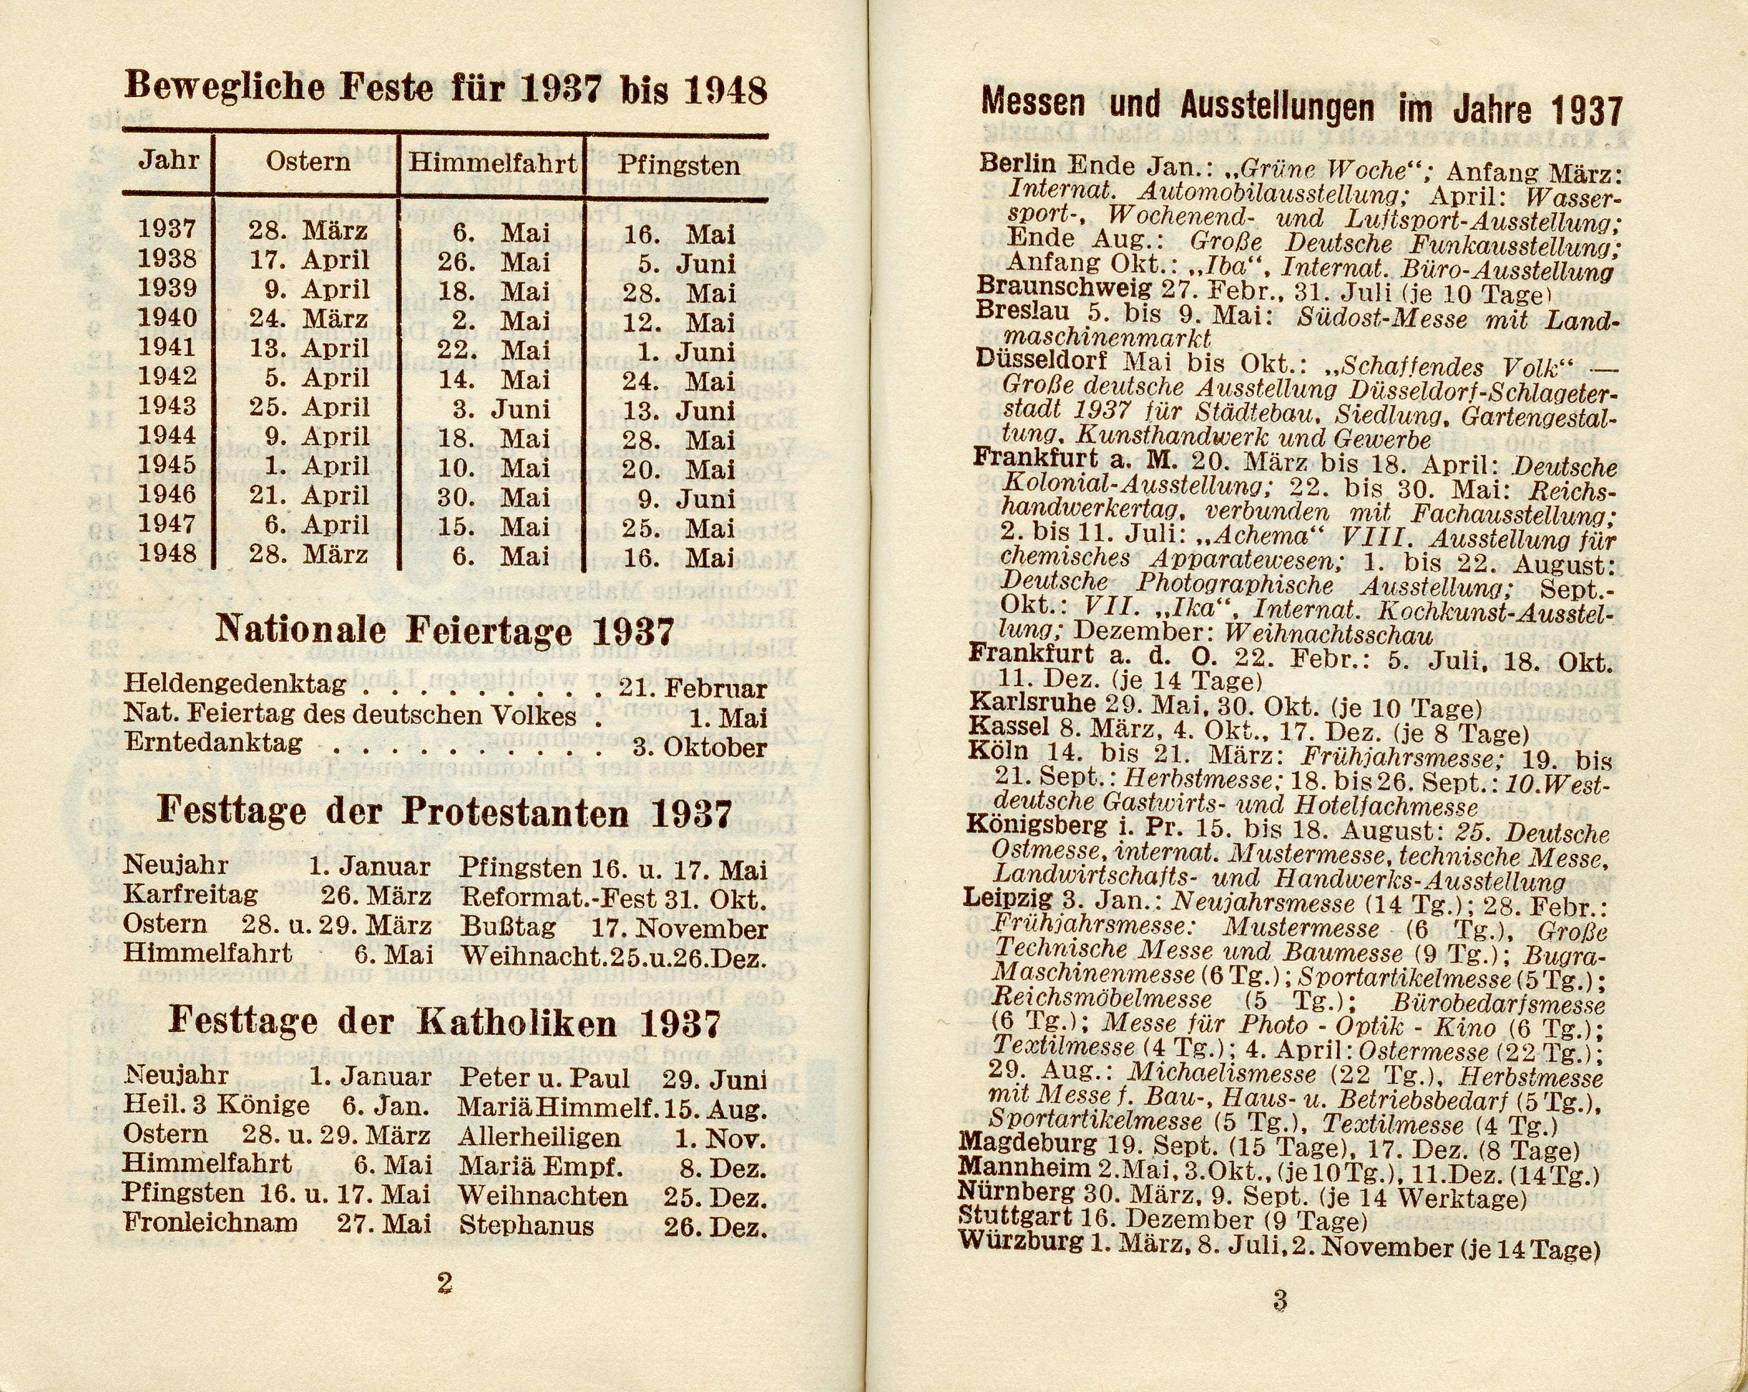 Bewegliche Feste für 1937 bis 1948
Jahr Ostern Himmelfahrt Pfingsten
1937 28. März 6. Mai 16. Mai
1938 17. April 26. Mai 5. Juni
1939 9. April 18. Mai 28. Mai
1940 24. März 2. Mai 12. Mai
1941 13. April 22. Mai 1. Juni
1942 5. April 14. Mai 24. Mai
1943 25. April 3. Juni 13. Juni
1944 9. April 18. Mai 28. Mai
1945 1. April 10. Mai 20. Mai
1946 21. April 30. Mai 9. Juni
1947 6. April 15. Mai 25. Mai
1948 28. März 6. Mai 16. Mai
Nationale Feiertage 1937
Heldengedenktag . . . . . . . . . . 21. Februar
Nat. Feiertag des deutschen Volkes . 1. Mai
Erntedanktag . . . . . . . . . . 3. Oktober
Festtage der Protestanten 1937
Neujahr 1. Januar Pfingsten 16. u. 17. Mai
Karfreitag 26. März Reformat.-Fest 31. Okt.
Ostern 28. u. 29. März Bußtag 17. November
Himmelfahrt 6. Mai Weihnacht.25.u.26.Dez.
Festtage der Katholiken 1937
Neujahr 1. Januar Peter u. Paul 29. Juni
Heil. 3 Könige 6. Jan. Mariä Himmelf. 15. Aug.
Ostern 28. u. 29. März Allerheiligen 1. Nov.
Himmelfahrt 6. Mai Mariä Empf. 8. Dez.
Pfingsten 16. u. 17. Mai Weihnachten 25. Dez.
Fronleichnam 27. Mai Stephanus 26. Dez.
2
Messen und Ausstellungen im Jahre 1937
Berlin Ende Jan.: „Grüne Woche“; Anfang März:
Internat. Automobilausstellung; April: Wasser-
sport-, Wochenend- und Luftsport-Ausstellung;
Ende Aug.: Große Deutsche Funkausstellung;
Anfang Okt.: „Iba“, Internat. Büro-Ausstellung
Braunschweig 27. Febr., 31. Juli (je 10 Tage)
Breslau 5. bis 9. Mai: Südost-Messe mit Land-
maschinenmarkt
Düsseldorf Mai bis Okt.: „Schaffendes Volk“ —
Große deutsche Ausstellung Düsseldorf-Schlageter-
stadt 1937 für Städtebau, Siedlung, Gartengestal-
tung, Kunsthandwerk und Gewerbe
Frankfurt a. M. 20. März bis 18. April: Deutsche
Kolonial-Ausstellung; 22. bis 30. Mai: Reichs-
handwerkertag, verbunden mit Fachausstellung;
2. bis 11. Juli: „Achema“ VIII. Ausstellung für
chemisches Apparatewesen; 1. bis 22. August:
Deutsche Photographische Ausstellung; Sept.-
Okt.: VII. „Ika“, Internat. Kochkunst-Ausstel-
lung; Dezember: Weihnachtsschau
Frankfurt a. d. O. 22. Febr.: 5. Juli, 18. Okt.
11. Dez. (je 14 Tage)
Karlsruhe 29. Mai, 30. Okt. (je 10 Tage)
Kassel 8. März, 4. Okt., 17. Dez. (je 8 Tage)
Köln 14. bis 21. März: Frühjahrsmesse; 19. bis
21. Sept.: Herbstmesse; 18. bis 26. Sept.: 10. West-
deutsche Gastwirts- und Hotelfachmesse
Königsberg i. Pr. 15. bis 18. August: 25. Deutsche
Ostmesse, internat. Mustermesse, technische Messe,
Landwirtschafts- und Handwerks-Ausstellung
Leipzig 3. Jan.: Neujahrsmesse (14 Tg.); 28. Febr.:
Frühjahrsmesse: Mustermesse (6 Tg.), Große
Technische Messe und Baumesse (9 Tg.); Bugra-
Maschinenmesse (6 Tg.); Sportartikelmesse (5 Tg.);
Reichsmöbelmesse (5 Tg.); Bürobedarfsmesse
(6 Tg.); Messe für Photo - Optik - Kino (6 Tg.);
Textilmesse (4 Tg.); 4. April: Ostermesse (22 Tg.);
29. Aug.: Michaelismesse (22 Tg.), Herbstmesse
mit Messe f. Bau-, Haus- u. Betriebsbedarf (5 Tg.),
Sportartikelmesse (5 Tg.), Textilmesse (4 Tg.)
Magdeburg 19. Sept. (15 Tage), 17. Dez. (8 Tage)
Mannheim 2. Mai, 3. Okt., (je 10 Tg.), 11. Dez. (14 Tg.)
Nürnberg 30. März, 9. Sept. (je 14 Werktage)
Stuttgart 16. Dezember (9 Tage)
Würzburg 1. März, 8. Juli, 2. November (je 14 Tage)
3